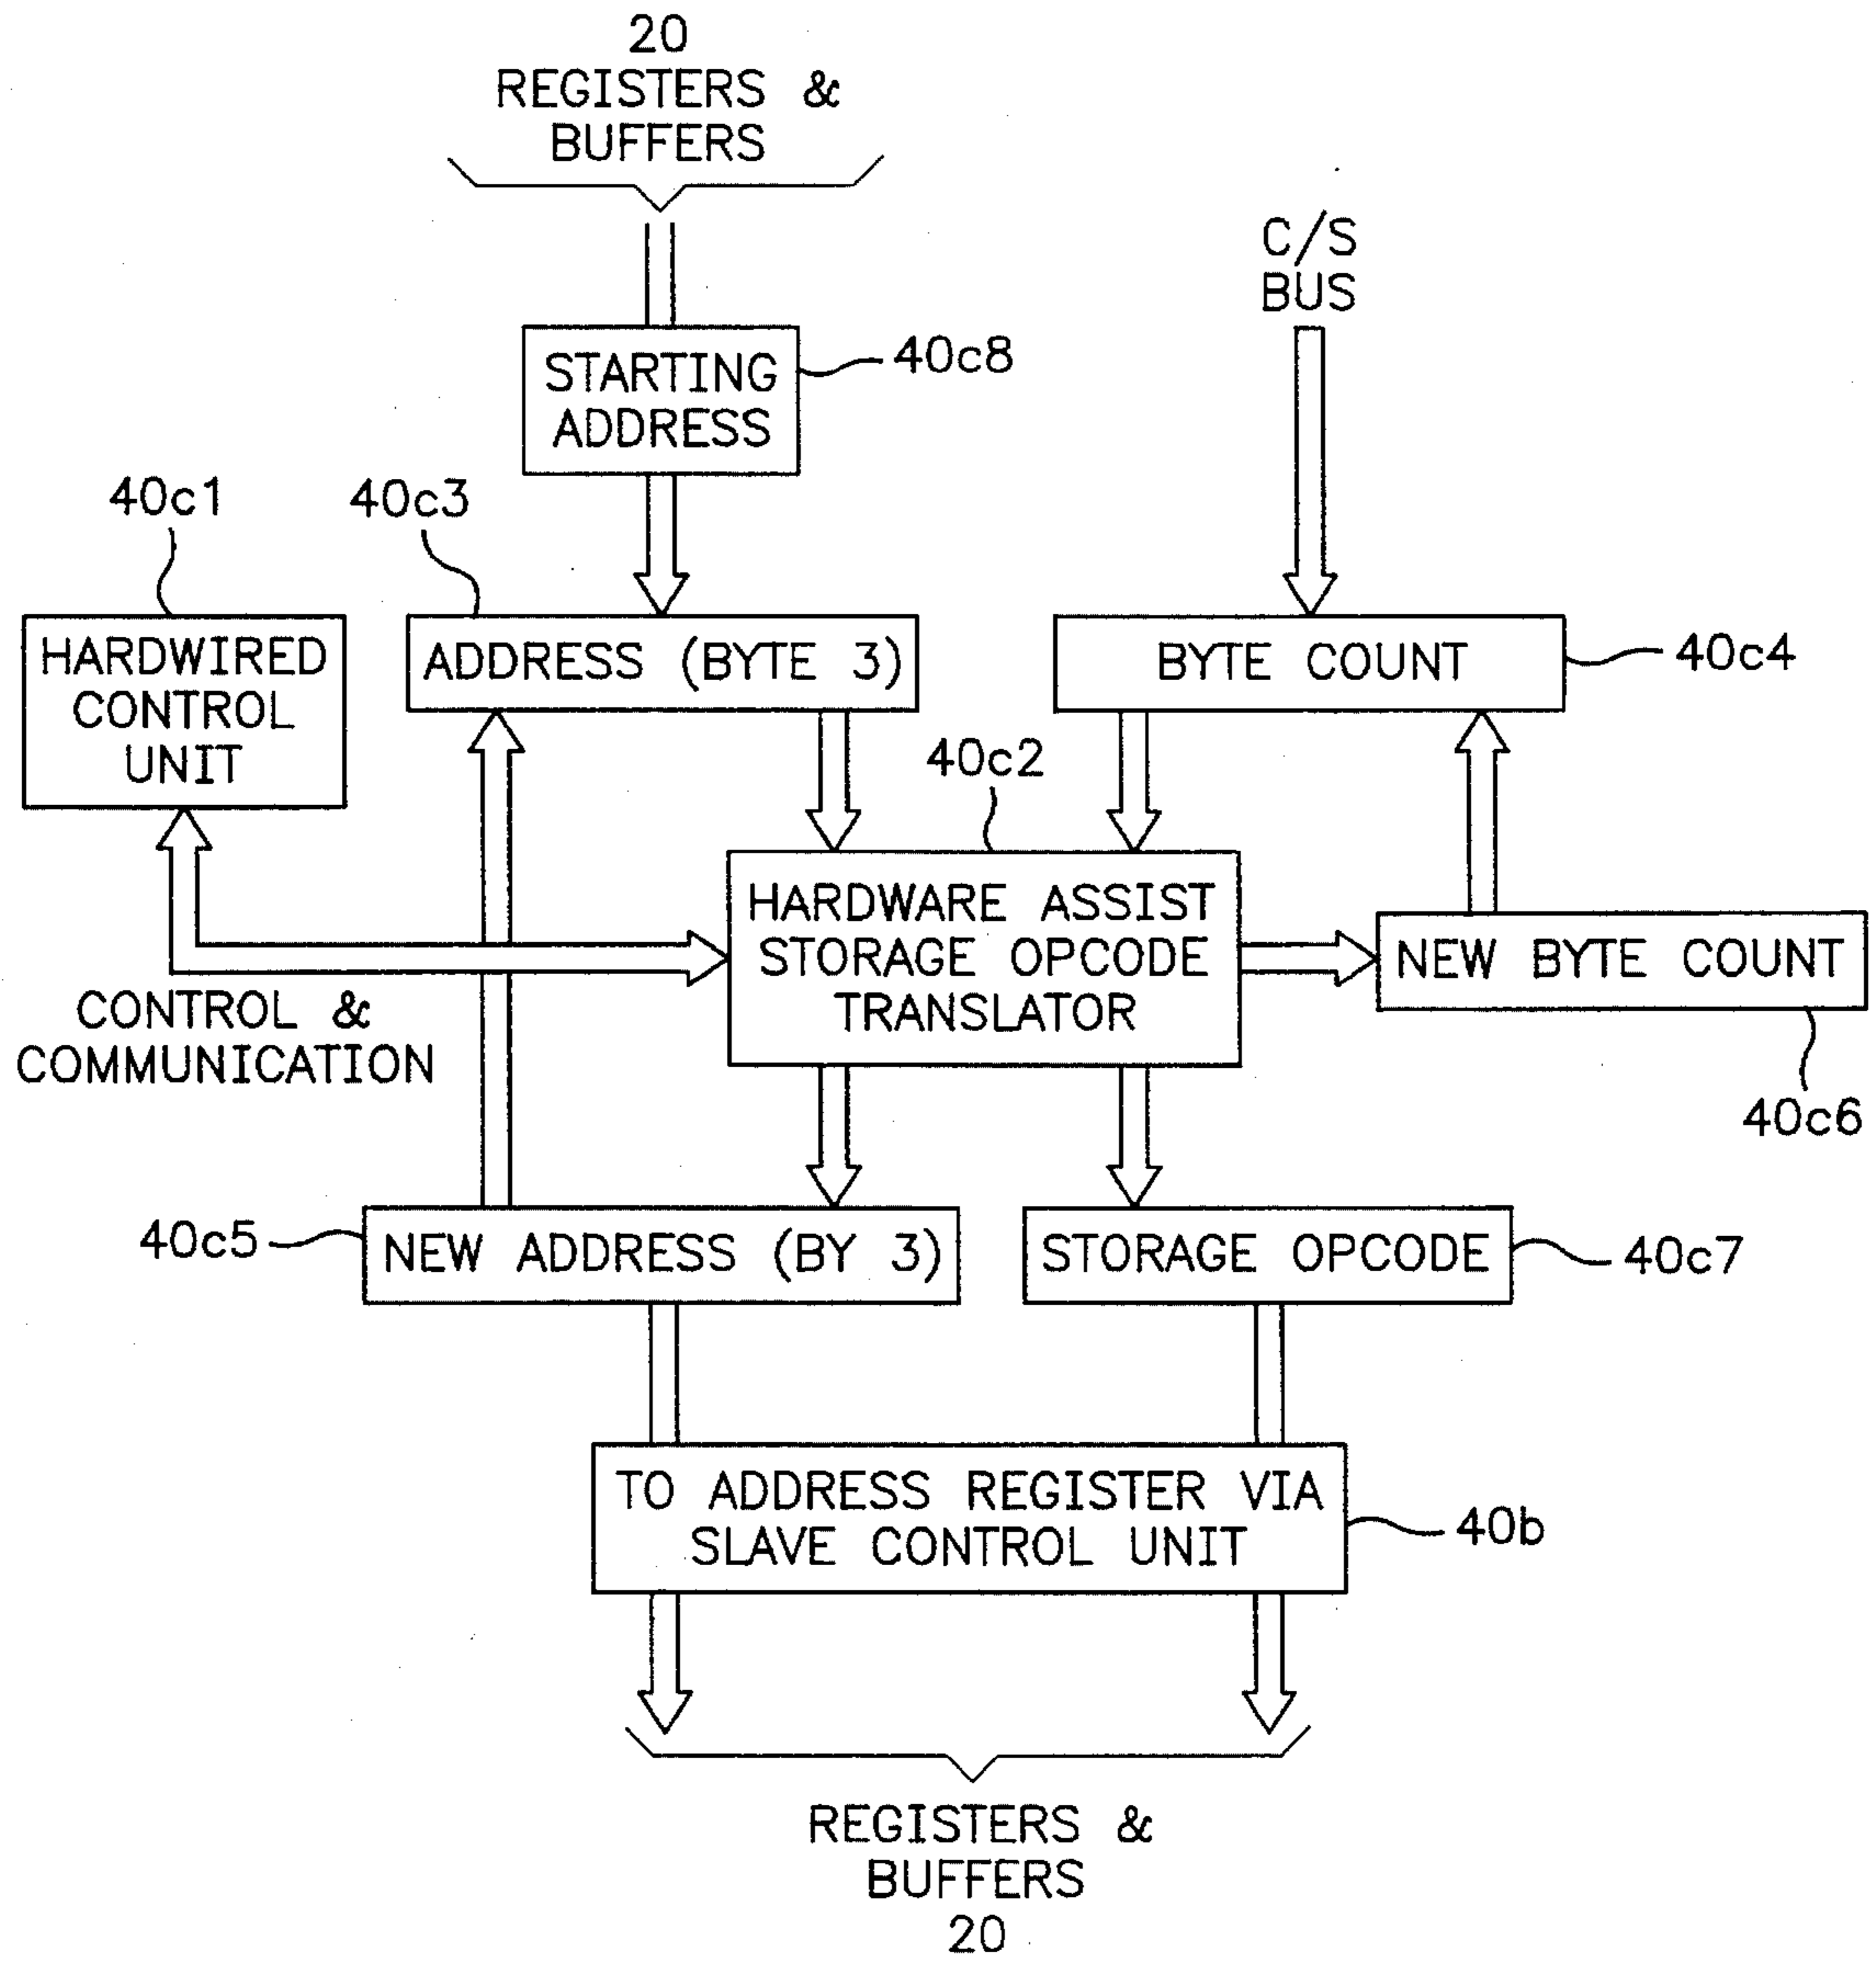 20
REGISTERS &
BUFFERS
C/S
BUS
STARTING
ADDRESS
40c8
40c1
40c3
HARDWIRED
CONTROL
UNIT
ADDRESS (BYTE 3)
BYTE COUNT
40c4
40c2
HARDWARE ASSIST
STORAGE OPCODE
TRANSLATOR
NEW BYTE COUNT
CONTROL &
COMMUNICATION
40c6
40c5
NEW ADDRESS (BY 3)
STORAGE OPCODE
40c7
TO ADDRESS REGISTER VIA
SLAVE CONTROL UNIT
40b
REGISTERS &
BUFFERS
20